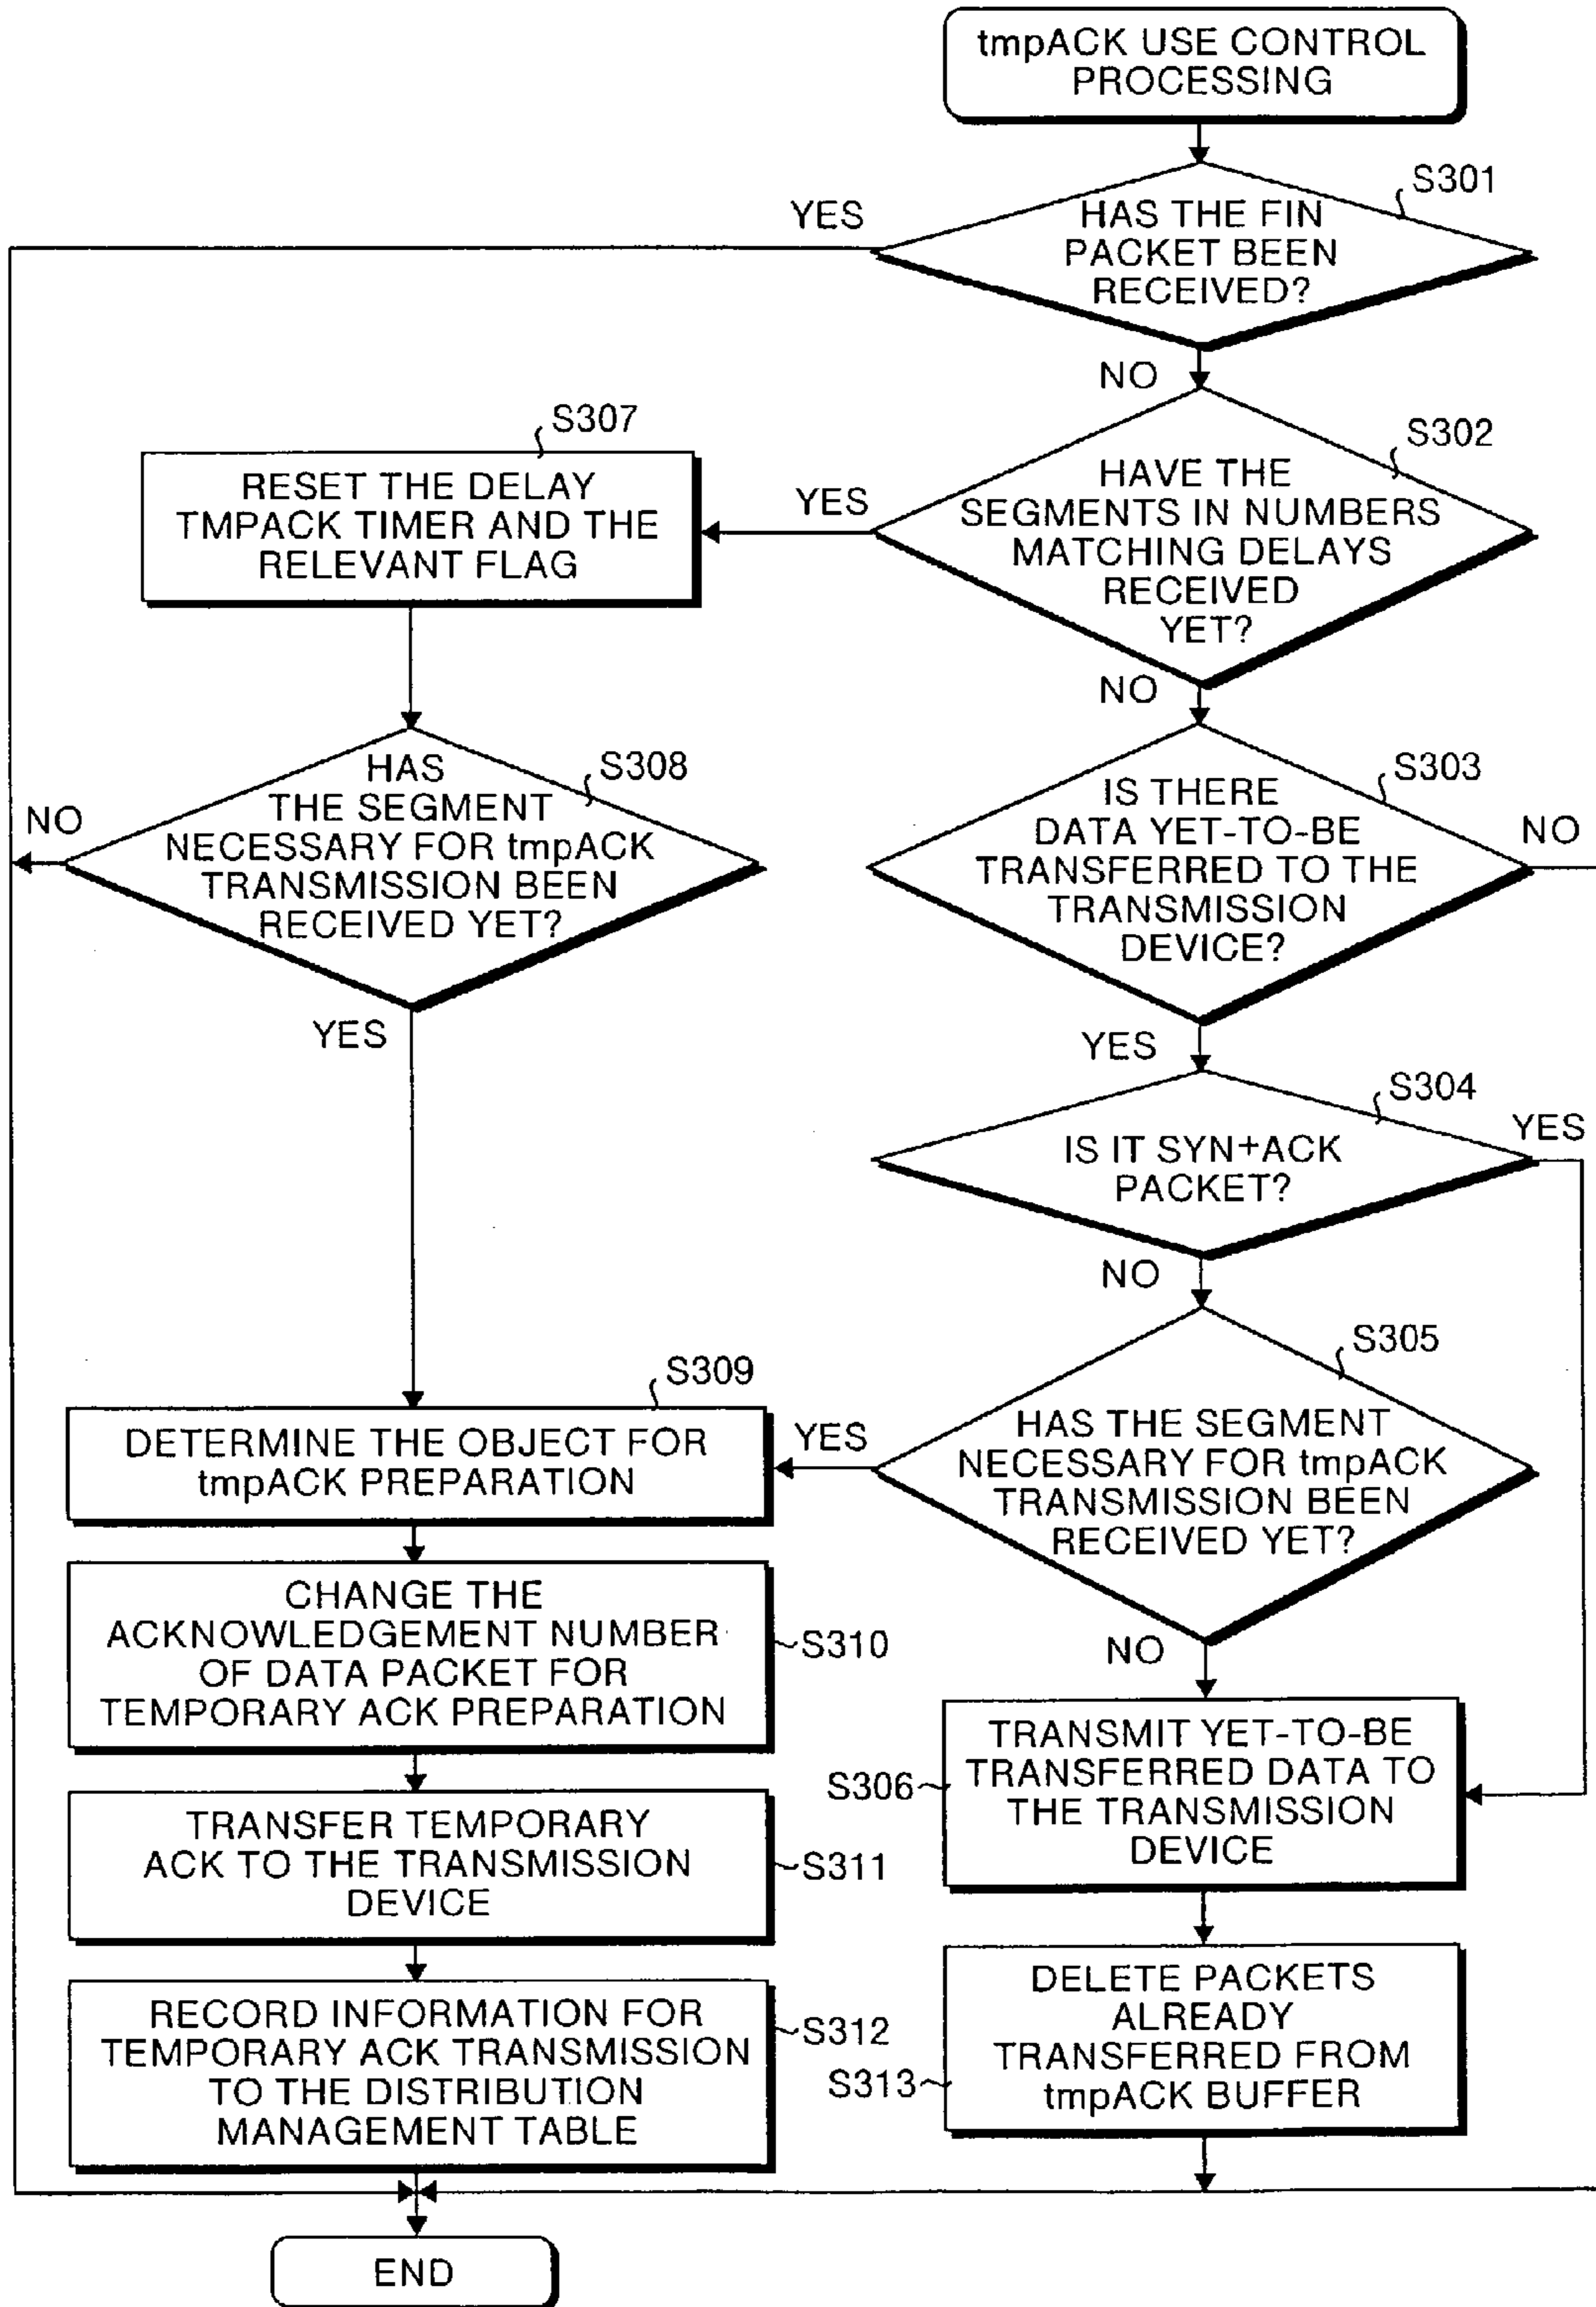 tmpACK USE CONTROL
PROCESSING
S301
YES
HAS THE FIN
PACKET BEEN
RECEIVED?
NO
S307
RESET THE DELAY
TMPACK TIMER AND THE
RELEVANT FLAG
YES
S302
HAVE THE
SEGMENTS IN NUMBERS
MATCHING DELAYS
RECEIVED
YET?
NO
S308
HAS
THE SEGMENT
NECESSARY FOR tmpACK
TRANSMISSION BEEN
RECEIVED YET?
NO
YES
S303
IS THERE
DATA YET-TO-BE
TRANSFERRED TO THE
TRANSMISSION
DEVICE?
NO
YES
S304
YES
IS IT SYN+ACK
PACKET?
NO
S305
HAS THE SEGMENT
NECESSARY FOR tmpACK
TRANSMISSION BEEN
RECEIVED YET?
YES
NO
S309
DETERMINE THE OBJECT FOR
tmpACK PREPARATION
CHANGE THE
ACKNOWLEDGEMENT NUMBER
OF DATA PACKET FOR
TEMPORARY ACK PREPARATION
S310
TRANSFER TEMPORARY
ACK TO THE TRANSMISSION
DEVICE
S311
RECORD INFORMATION FOR
TEMPORARY ACK TRANSMISSION
TO THE DISTRIBUTION
MANAGEMENT TABLE
S312
S306
TRANSMIT YET-TO-BE
TRANSFERRED DATA TO
THE TRANSMISSION
DEVICE
S313
DELETE PACKETS
ALREADY
TRANSFERRED FROM
tmpACK BUFFER
END